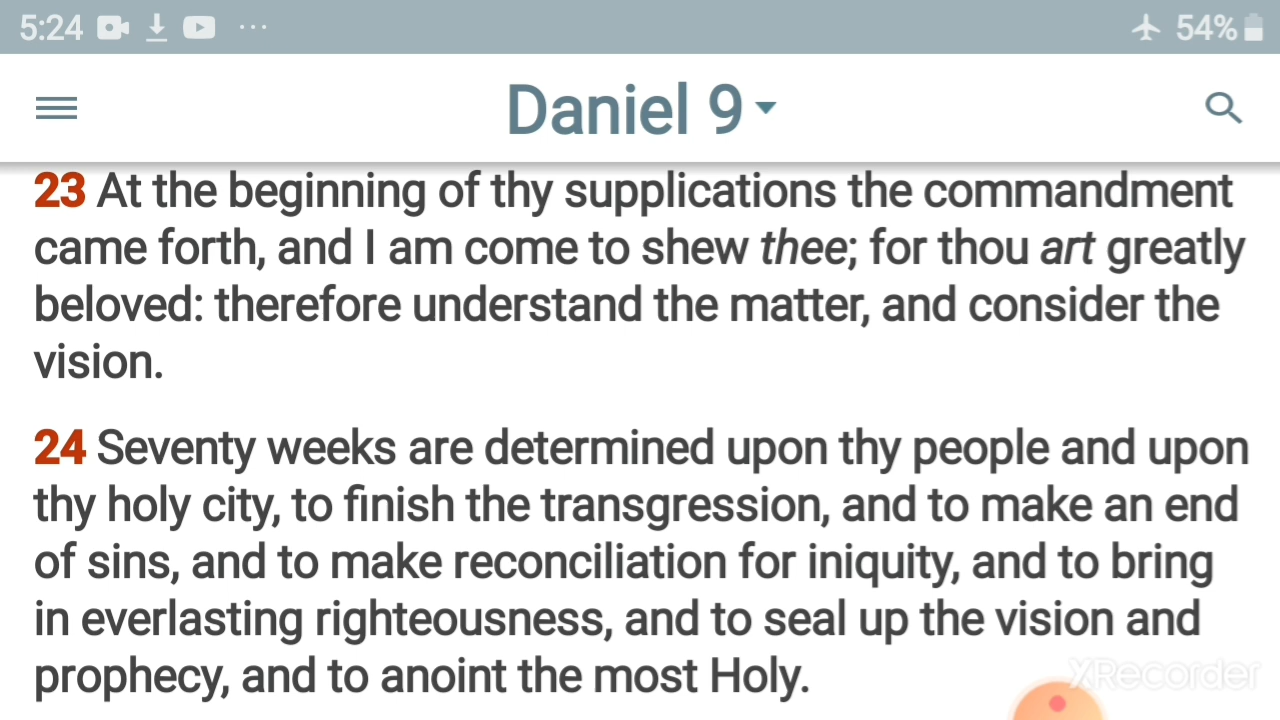 5:24 ... 54%
Daniel 9
23 At the beginning of thy supplications the commandment
came forth, and I am come to shew thee; for thou art greatly
beloved: therefore understand the matter, and consider the
vision.
24 Seventy weeks are determined upon thy people and upon
thy holy city, to finish the transgression, and to make an end
of sins, and to make reconciliation for iniquity, and to bring
in everlasting righteousness, and to seal up the vision and
prophecy, and to anoint the most Holy.
XRecorder